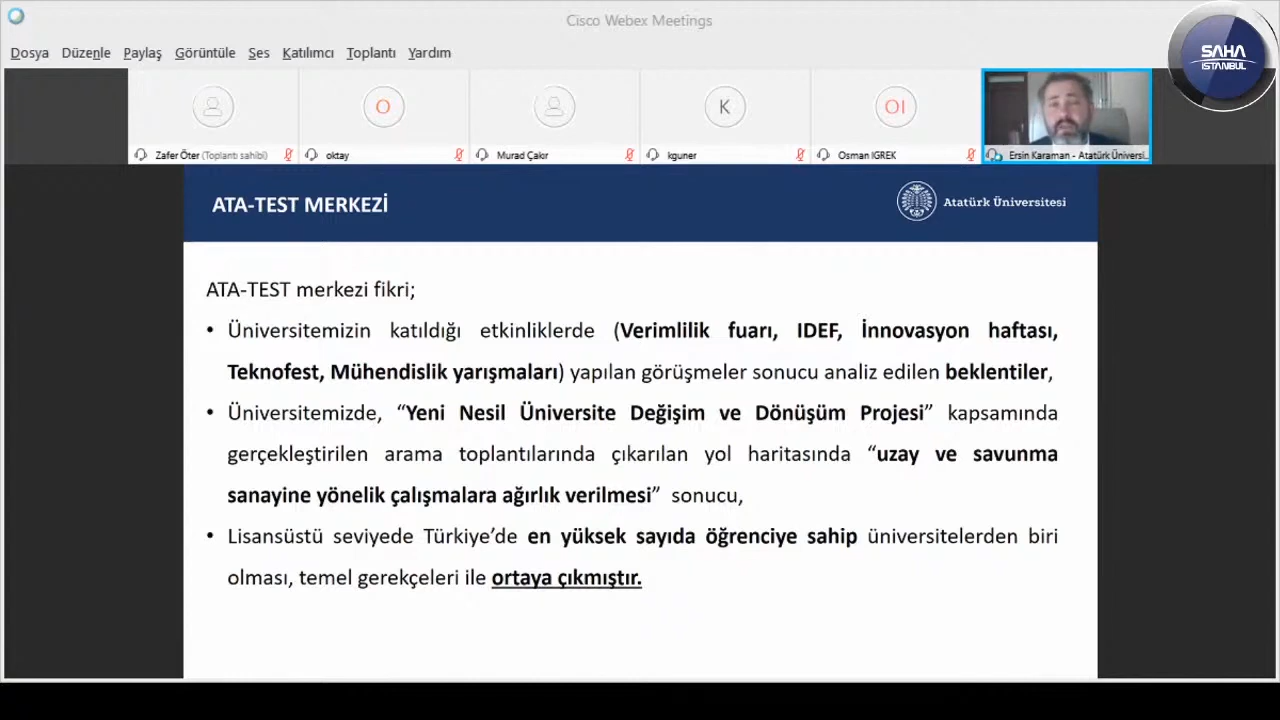 Cisco Webex Meetings
Dosya Düzenle Paylaş Görüntüle Ses Katılımcı Toplantı Yardım
SAHA
İSTANBUL
O
K
OI
Zafer Öter (Toplantı sahibi)
oktay
Murad Çakır
kguner
Osman IGREK
Ersin Karaman - Atatürk Üniversi...
ATA-TEST MERKEZİ
Atatürk Üniversitesi
ATA-TEST merkezi fikri;
• Üniversitemizin katıldığı etkinliklerde (Verimlilik fuarı, IDEF, İnnovasyon haftası,
Teknofest, Mühendislik yarışmaları) yapılan görüşmeler sonucu analiz edilen beklentiler,
• Üniversitemizde, “Yeni Nesil Üniversite Değişim ve Dönüşüm Projesi” kapsamında
gerçekleştirilen arama toplantılarında çıkarılan yol haritasında “uzay ve savunma
sanayine yönelik çalışmalara ağırlık verilmesi” sonucu,
• Lisansüstü seviyede Türkiye’de en yüksek sayıda öğrenciye sahip üniversitelerden biri
olması, temel gerekçeleri ile ortaya çıkmıştır.